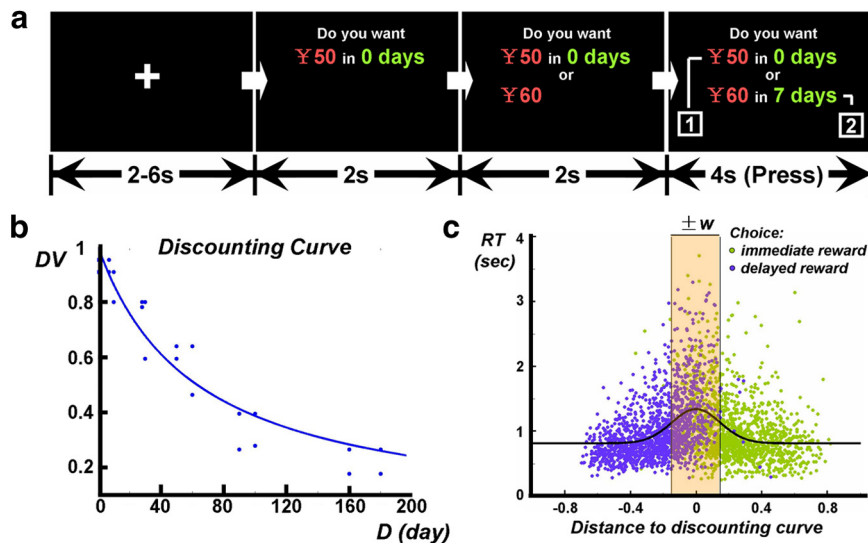 a
Do you want
¥50 in 0 days
Do you want
¥50 in 0 days
or
¥60
Do you want
¥50 in 0 days
or
¥60 in 7 days
1
2
2-6s
2s
2s
4s (Press)
b
DV
Discounting Curve
1
0.8
0.6
0.4
0.2
0
40
80
120
160
200
D (day)
c
RT
(sec)
±w
Choice:
immediate reward
delayed reward
4
3
2
1
0
-0.8
-0.4
0
0.4
0.8
Distance to discounting curve